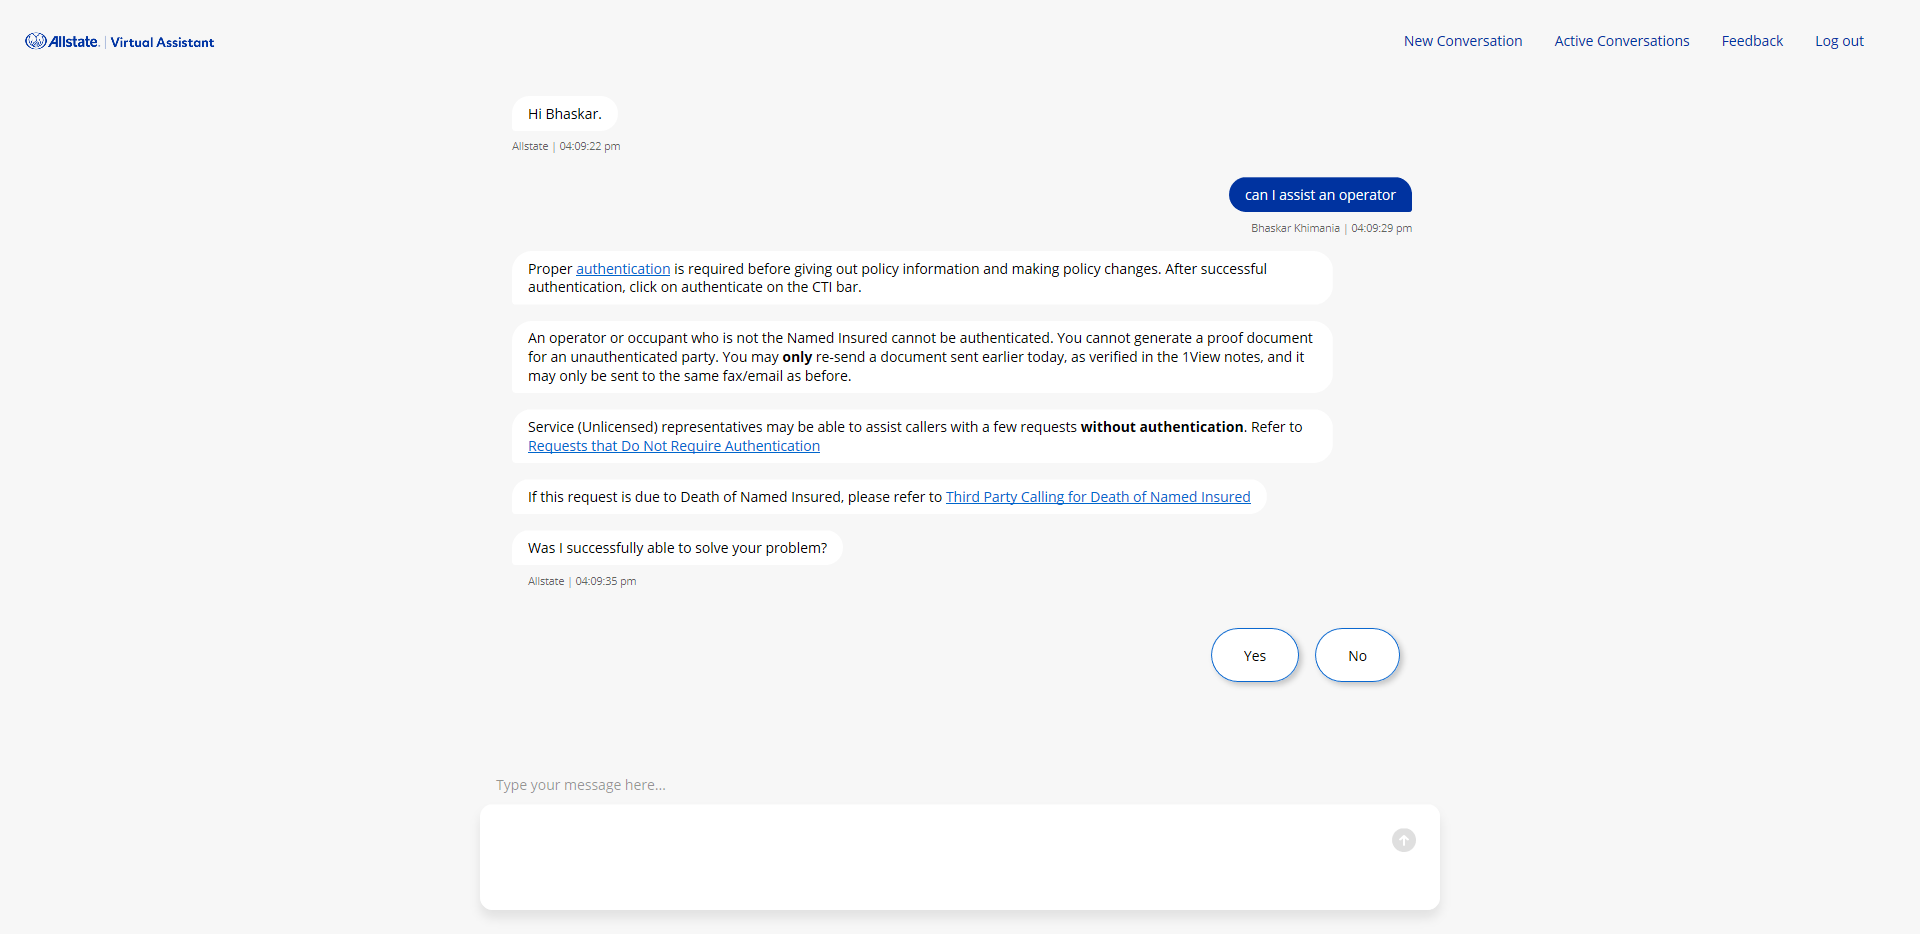 Allstate. | Virtual Assistant
New Conversation Active Conversations Feedback Log out
Hi Bhaskar.
Allstate | 04:09:22 pm
can I assist an operator
Bhaskar Khimania | 04:09:29 pm
Proper authentication is required before giving out policy information and making policy changes. After successful
authentication, click on authenticate on the CTI bar.
An operator or occupant who is not the Named Insured cannot be authenticated. You cannot generate a proof document
for an unauthenticated party. You may only re-send a document sent earlier today, as verified in the 1View notes, and it
may only be sent to the same fax/email as before.
Service (Unlicensed) representatives may be able to assist callers with a few requests without authentication. Refer to
Requests that Do Not Require Authentication
If this request is due to Death of Named Insured, please refer to Third Party Calling for Death of Named Insured
Was I successfully able to solve your problem?
Allstate | 04:09:35 pm
Yes No
Type your message here...